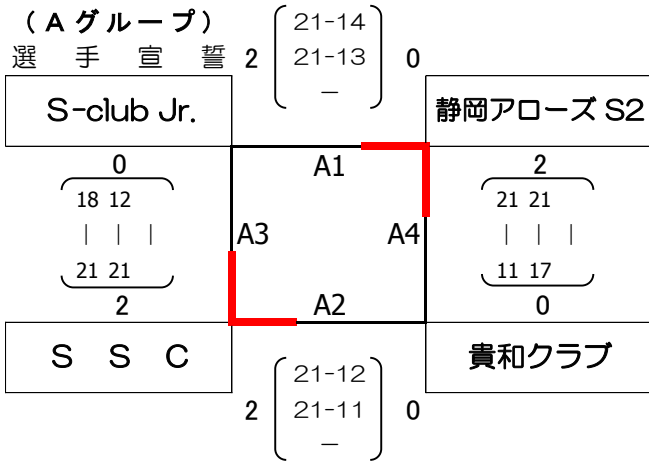 (Aグループ)
選 手 宣 誓
2 21-14 0
21-13
－
S-club Jr.
静岡アローズ S2
0
18 12
| | |
21 21
2
A1
A3
A4
A2
2
21 21
| | |
11 17
0
S S C
貴和クラブ
21-12
2 21-11 0
－